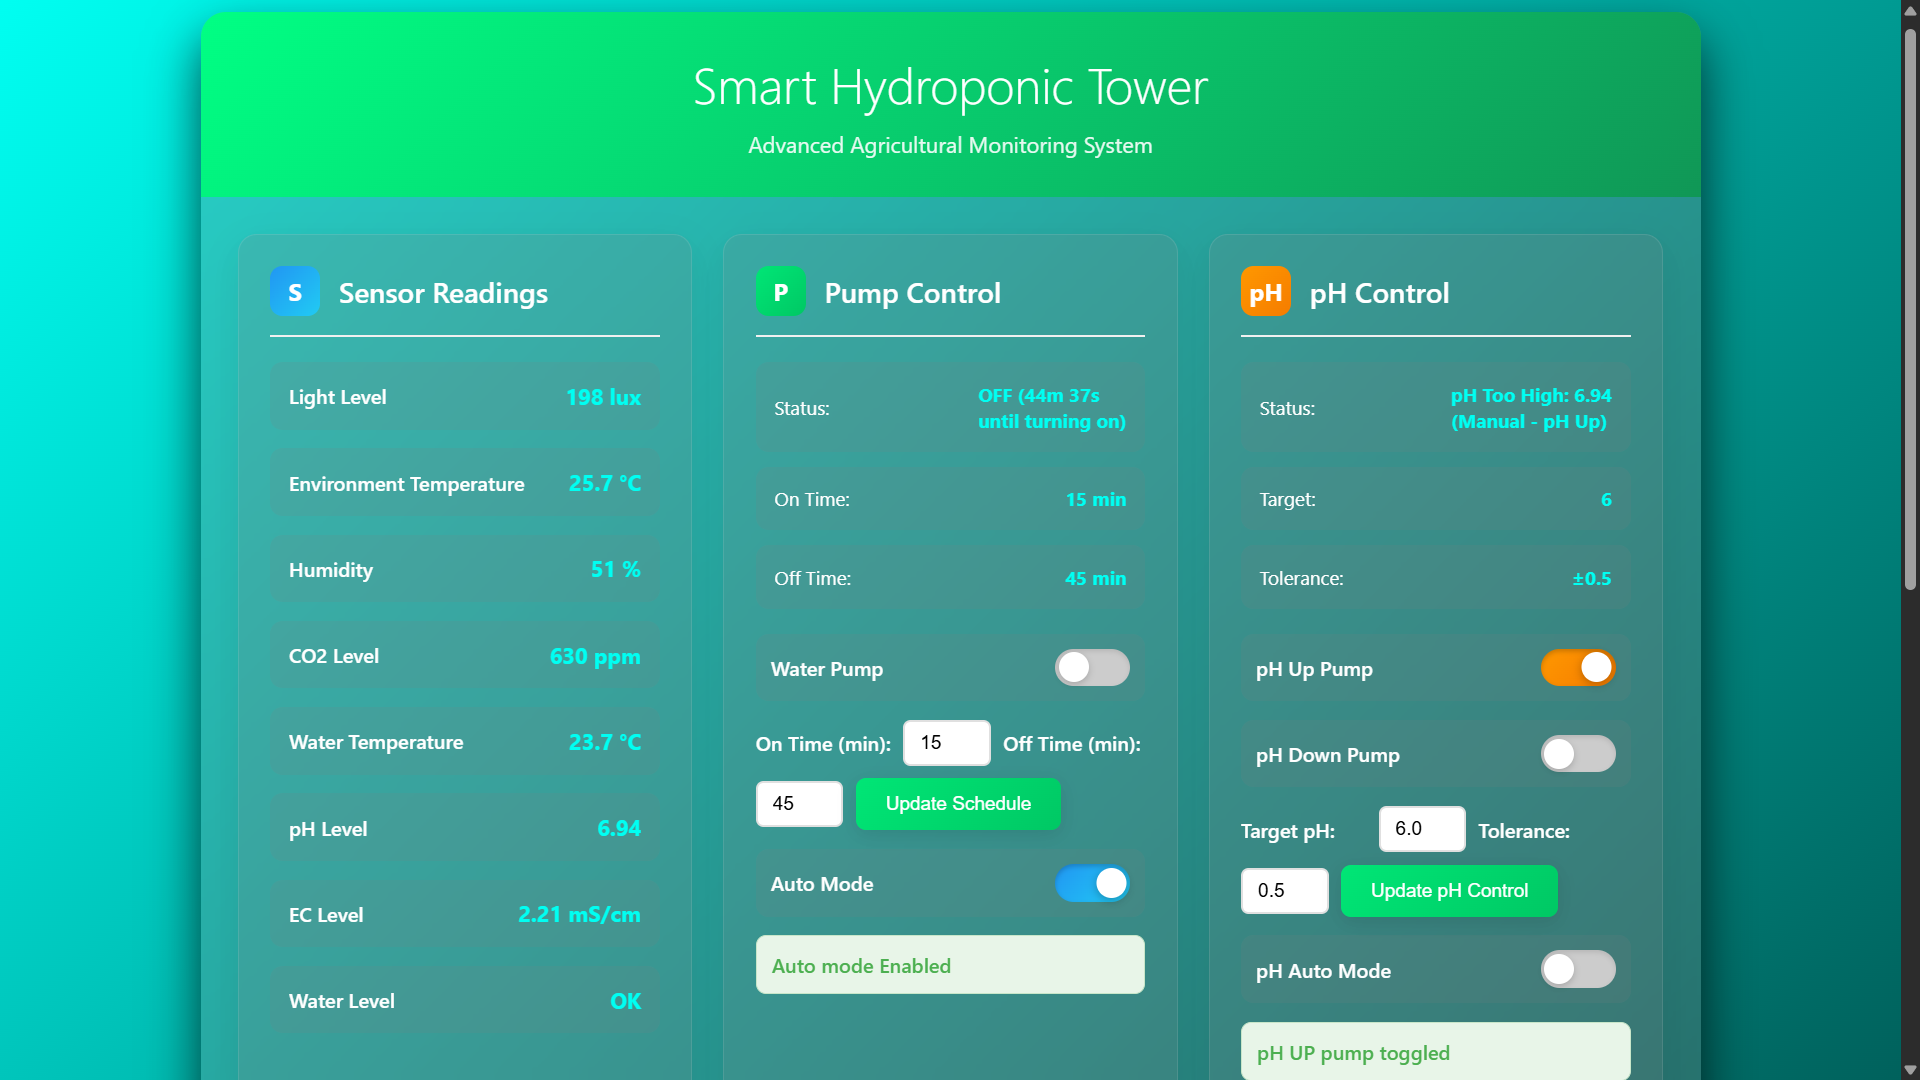 Smart Hydroponic Tower
Advanced Agricultural Monitoring System
S Sensor Readings
Light Level 198 lux
Environment Temperature 25.7 °C
Humidity 51 %
CO2 Level 630 ppm
Water Temperature 23.7 °C
pH Level 6.94
EC Level 2.21 mS/cm
Water Level OK
P Pump Control
Status: OFF (44m 37s
until turning on)
On Time: 15 min
Off Time: 45 min
Water Pump
On Time (min): 15 Off Time (min):
45 Update Schedule
Auto Mode
Auto mode Enabled
pH pH Control
Status: pH Too High: 6.94
(Manual - pH Up)
Target: 6
Tolerance: ±0.5
pH Up Pump
pH Down Pump
Target pH: 6.0 Tolerance:
0.5 Update pH Control
pH Auto Mode
pH UP pump toggled